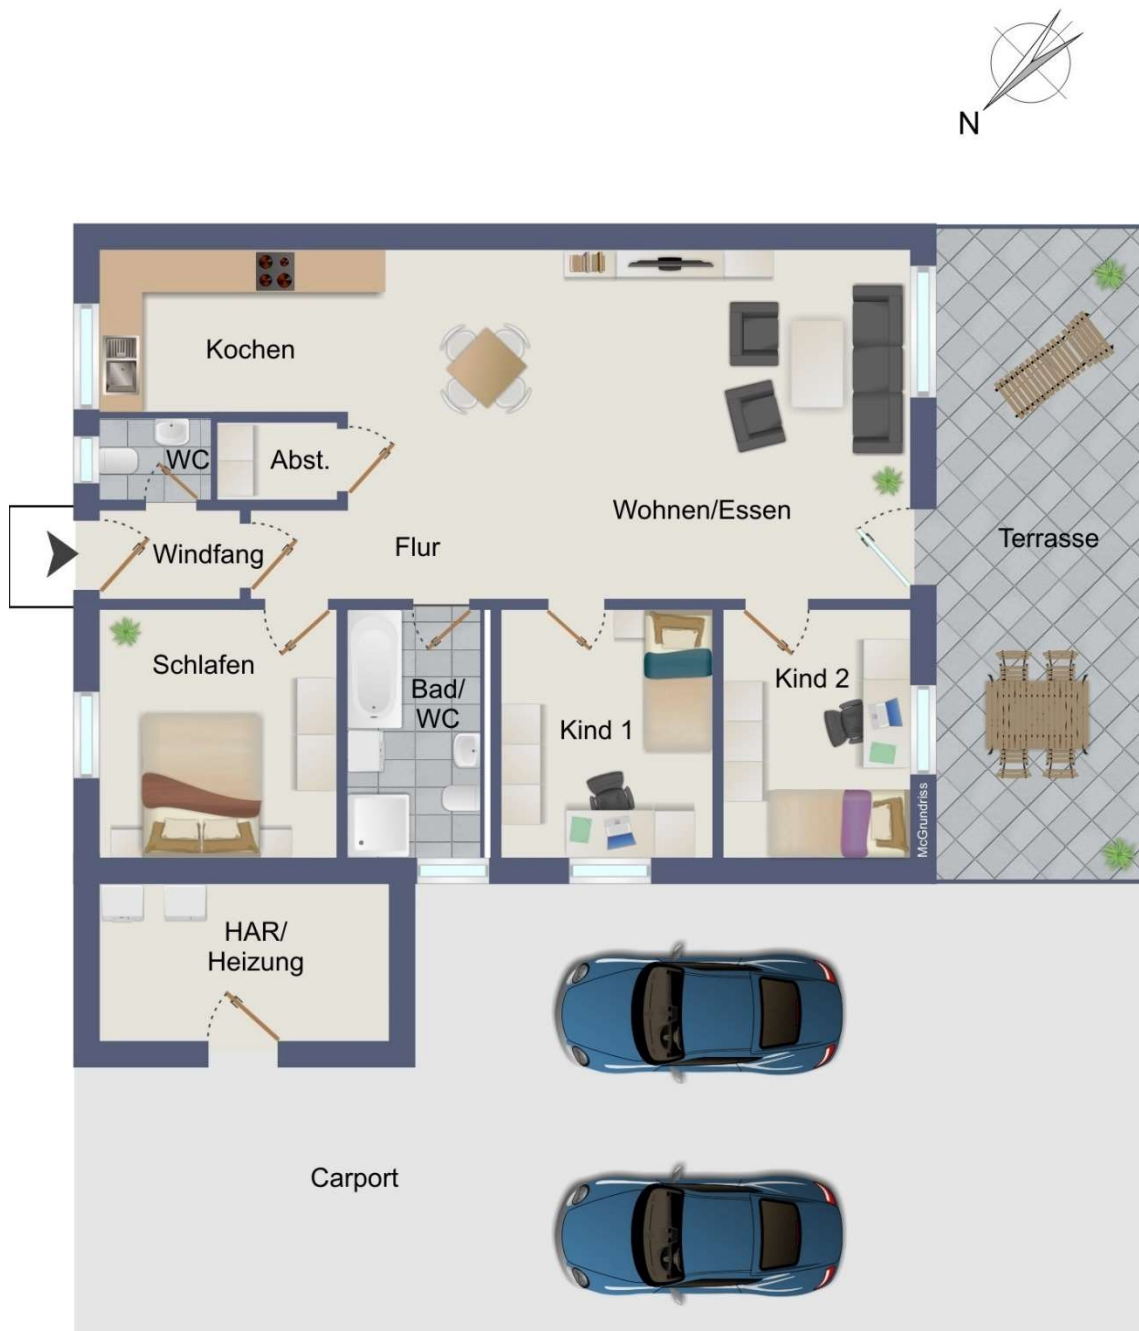 N
Kochen
WC
Abst.
Wohnen/Essen
Windfang
Flur
Terrasse
Schlafen
Bad/
WC
Kind 1
Kind 2
McGrundriss
HAR/
Heizung
Carport